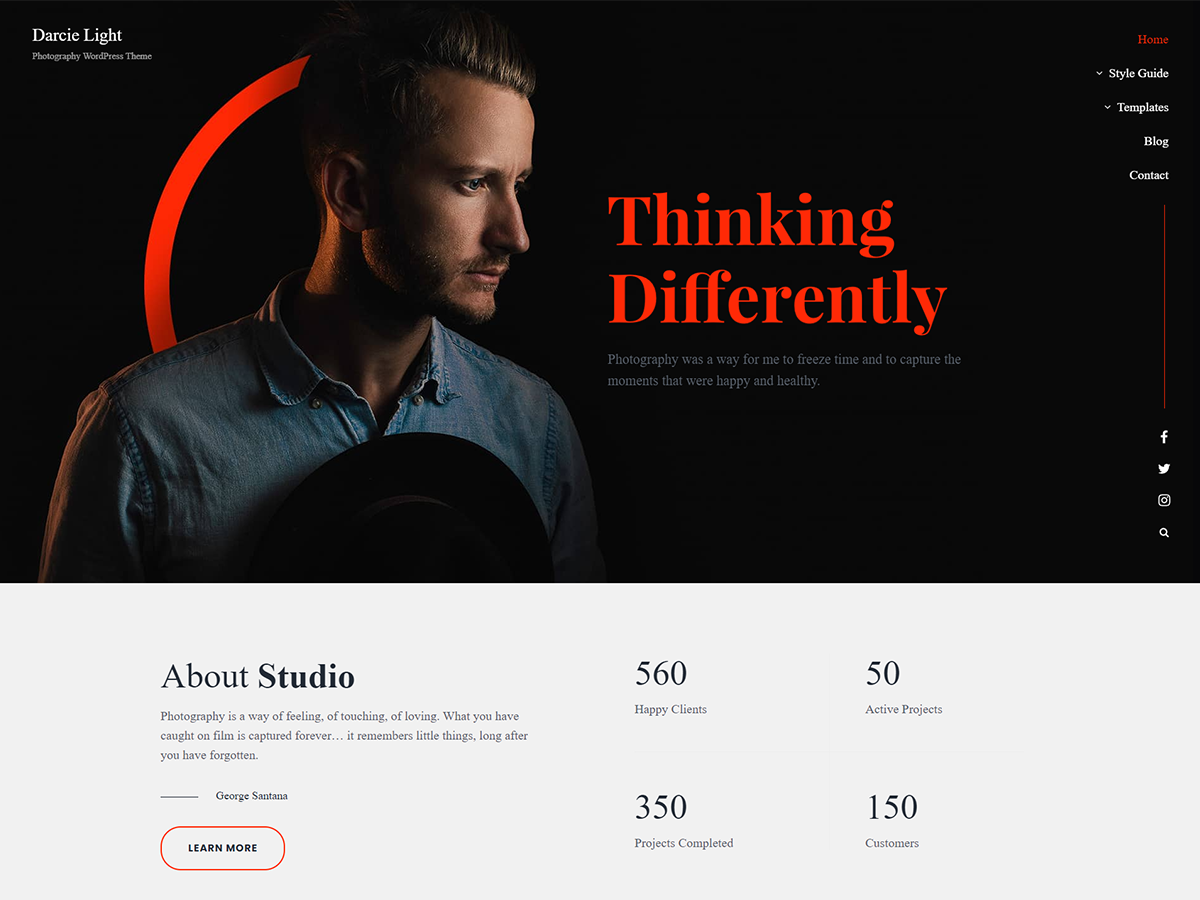 Darcie Light
Photography WordPress Theme
Home
Style Guide
Templates
Blog
Contact
Thinking
Differently
Photography was a way for me to freeze time and to capture the
moments that were happy and healthy.
About Studio
Photography is a way of feeling, of touching, of loving. What you have
caught on film is captured forever… it remembers little things, long after
you have forgotten.
George Santana
LEARN MORE
560
Happy Clients
50
Active Projects
350
Projects Completed
150
Customers